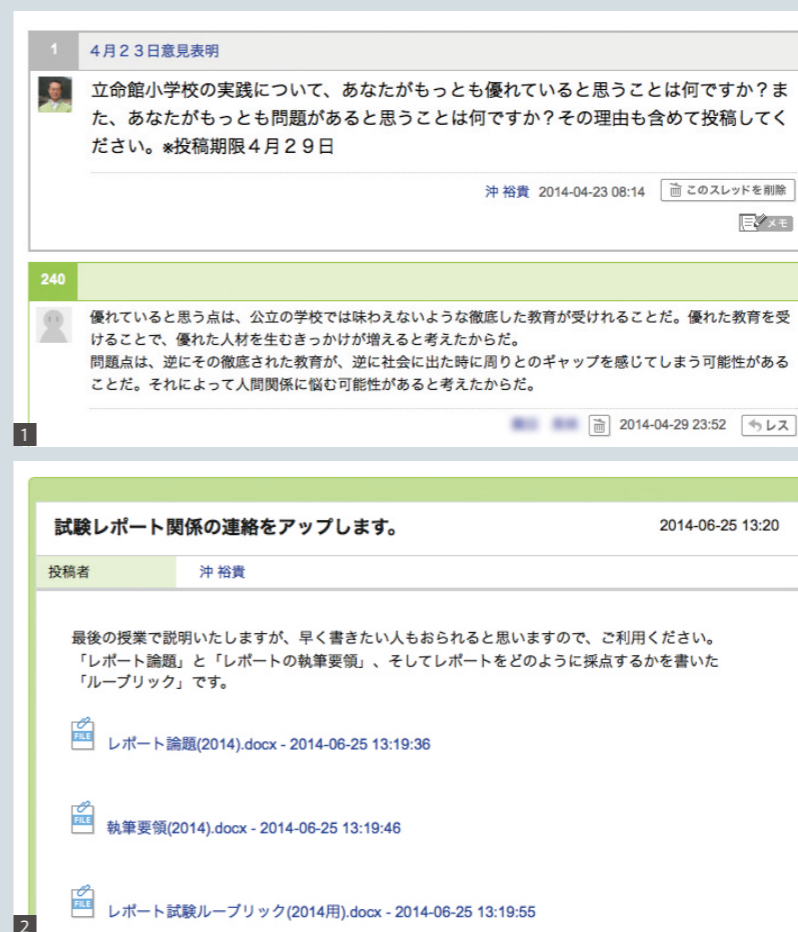 1 4月23日意見表明
立命館小学校の実践について、あなたがもっとも優れていると思うことは何ですか?ま
た、あなたがもっとも問題があると思うことは何ですか?その理由も含めて投稿してく
ださい。※投稿期限4月29日
沖 裕貴 2014-04-23 08:14 このスレッドを削除
メモ
240
優れていると思う点は、公立の学校では味わえないような徹底した教育が受けれることだ。優れた教育を受
けることで、優れた人材を生むきっかけが増えると考えたからだ。
問題点は、逆にその徹底された教育が、逆に社会に出た時に周りとのギャップを感じてしまう可能性がある
ことだ。それによって人間関係に悩む可能性があると考えたからだ。
2014-04-29 23:52 レス
1
試験レポート関係の連絡をアップします。 2014-06-25 13:20
投稿者 沖 裕貴
最後の授業で説明いたしますが、早く書きたい人もおられると思いますので、ご利用ください。
「レポート論題」と「レポートの執筆要領」、そしてレポートをどのように採点するかを書いた
「ルーブリック」です。
FILE レポート論題(2014).docx - 2014-06-25 13:19:36
FILE 執筆要領(2014).docx - 2014-06-25 13:19:46
FILE レポート試験ルーブリック(2014用).docx - 2014-06-25 13:19:55
2